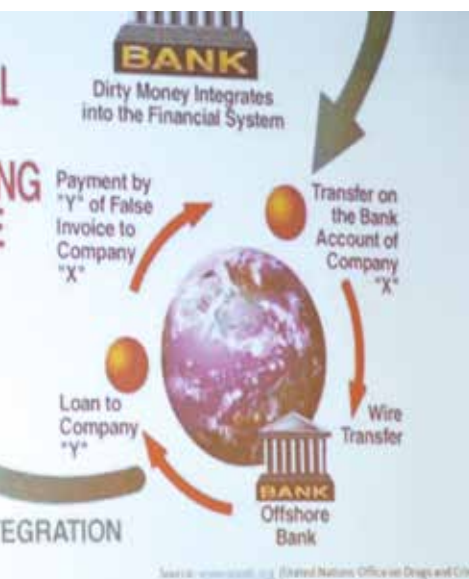 BANK
Dirty Money Integrates
into the Financial System
L
NG
E
Payment by
"Y" of False
Invoice to
Company
"X"
Transfer on
the Bank
Account of
Company
"X"
Loan to
Company
"Y"
Wire
Transfer
BANK
Offshore
Bank
EGRATION
United Nations Office on Drugs and Cri